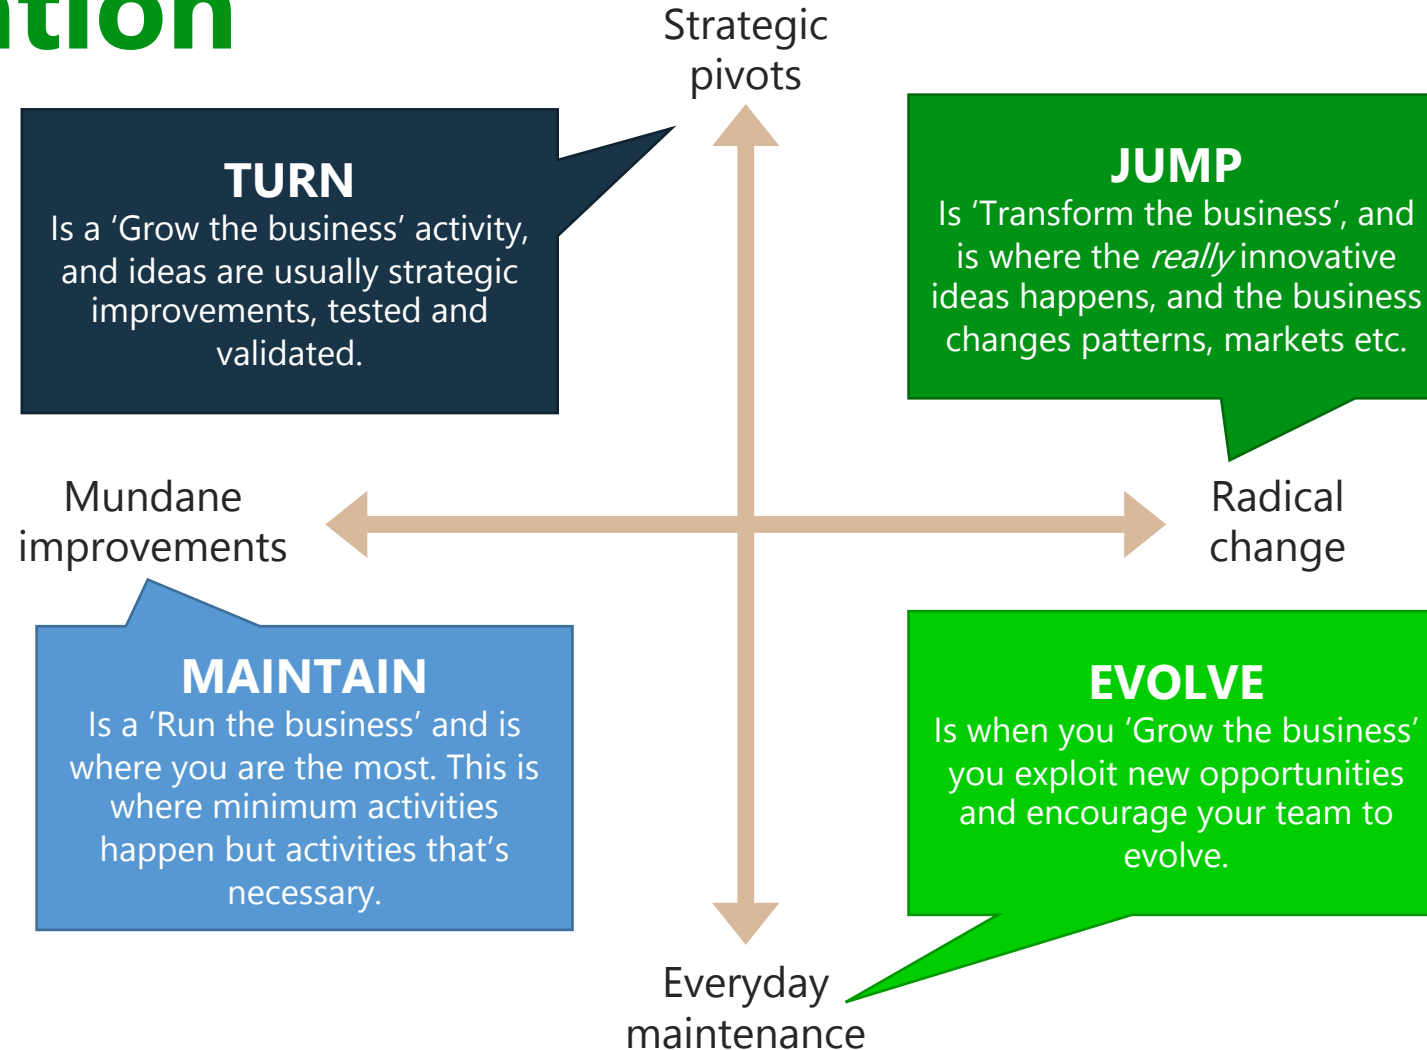 Strategic
pivots
TURN
Is a ‘Grow the business’ activity,
and ideas are usually strategic
improvements, tested and
validated.
JUMP
Is ‘Transform the business’, and
is where the really innovative
ideas happens, and the business
changes patterns, markets etc.
Mundane
improvements
Radical
change
MAINTAIN
Is a ‘Run the business’ and is
where you are the most. This is
where minimum activities
happen but activities that’s
necessary.
EVOLVE
Is when you ‘Grow the business’
you exploit new opportunities
and encourage your team to
evolve.
Everyday
maintenance